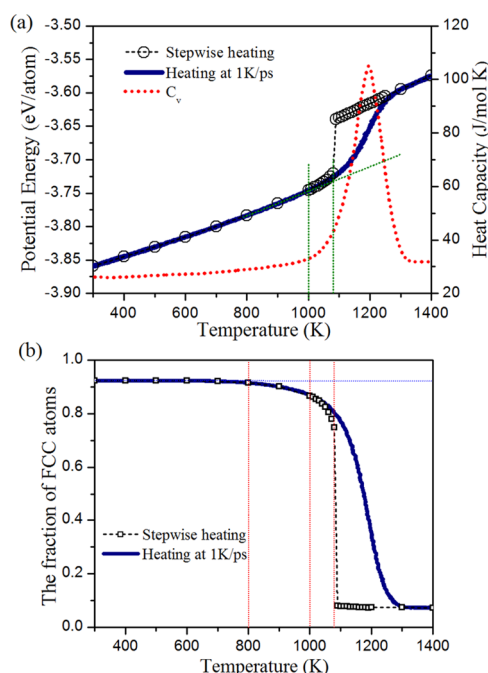 (a)
-3.50
-3.55
-3.60
-3.65
-3.70
-3.75
-3.80
-3.85
-3.90
Potential Energy (eV/atom)
Stepwise heating
Heating at 1K/ps
Cv
120
100
80
60
40
20
Heat Capacity (J/mol K)
400 600 800 1000 1200 1400
Temperature (K)
(b)
1.0
0.8
0.6
0.4
0.2
0.0
The fraction of FCC atoms
Stepwise heating
Heating at 1K/ps
400 600 800 1000 1200 1400
Temperature (K)